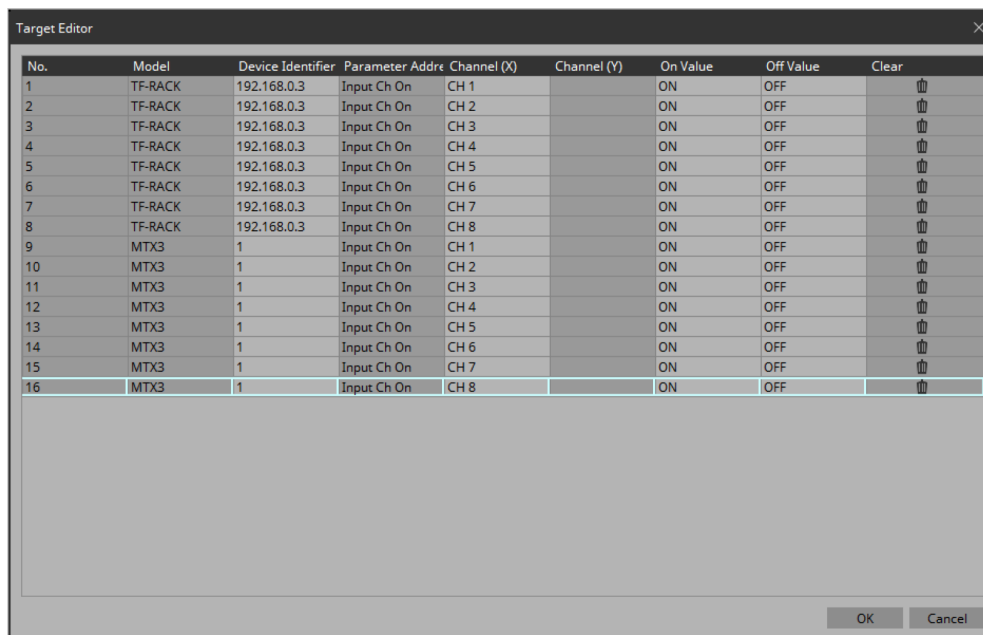 Target Editor
No. Model Device Identifier Parameter Addre Channel (X) Channel (Y) On Value Off Value Clear
1 TF-RACK 192.168.0.3 Input Ch On CH 1 ON OFF
2 TF-RACK 192.168.0.3 Input Ch On CH 2 ON OFF
3 TF-RACK 192.168.0.3 Input Ch On CH 3 ON OFF
4 TF-RACK 192.168.0.3 Input Ch On CH 4 ON OFF
5 TF-RACK 192.168.0.3 Input Ch On CH 5 ON OFF
6 TF-RACK 192.168.0.3 Input Ch On CH 6 ON OFF
7 TF-RACK 192.168.0.3 Input Ch On CH 7 ON OFF
8 TF-RACK 192.168.0.3 Input Ch On CH 8 ON OFF
9 MTX3 1 Input Ch On CH 1 ON OFF
10 MTX3 1 Input Ch On CH 2 ON OFF
11 MTX3 1 Input Ch On CH 3 ON OFF
12 MTX3 1 Input Ch On CH 4 ON OFF
13 MTX3 1 Input Ch On CH 5 ON OFF
14 MTX3 1 Input Ch On CH 6 ON OFF
15 MTX3 1 Input Ch On CH 7 ON OFF
16 MTX3 1 Input Ch On CH 8 ON OFF
OK Cancel